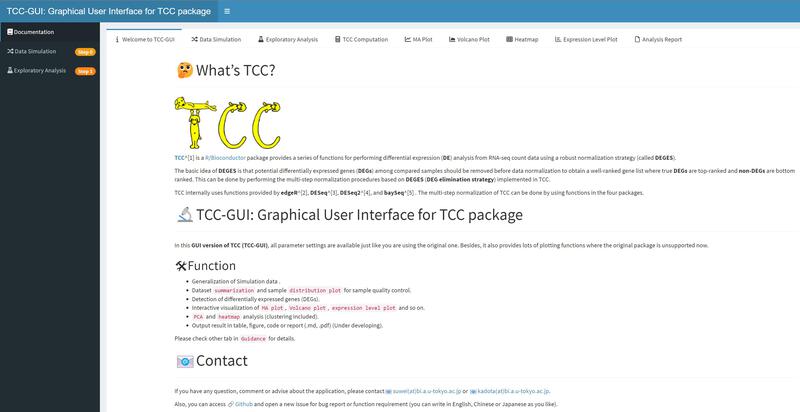 TCC-GUI: Graphical User Interface for TCC package
Documentation
Data Simulation Step 0
Exploratory Analysis Step 1
Welcome to TCC-GUI Data Simulation Exploratory Analysis TCC Computation MA Plot Volcano Plot Heatmap Expression Level Plot Analysis Report
What's TCC?
TCC
TCC^[1] is a R/Bioconductor package provides a series of functions for performing differential expression (DE) analysis from RNA-seq count data using a robust normalization strategy (called DEGES).
The basic idea of DEGES is that potential differentially expressed genes (DEGs) among compared samples should be removed before data normalization to obtain a well-ranked gene list where true DEGs are top-ranked and non-DEGs are bottom
ranked. This can be done by performing the multi-step normalization procedures based on DEGES (DEG elimination strategy) implemented in TCC.
TCC internally uses functions provided by edgeR^[2], DESeq^[3], DESeq2^[4], and baySeq^[5] . The multi-step normalization of TCC can be done by using functions in the four packages.
TCC-GUI: Graphical User Interface for TCC package
In this GUI version of TCC (TCC-GUI), all parameter settings are available just like you are using the original one. Besides, it also provides lots of plotting functions where the original package is unsupported now.
Function
Generalization of Simulation data .
Dataset summarization and sample distribution plot for sample quality control.
Detection of differentially expressed genes (DEGs).
Interactive visualization of MA plot , Volcano plot , expression level plot and so on.
PCA and heatmap analysis (clustering included).
Output result in table, figure, code or report (.md, .pdf) (Under developing).
Please check other tab in Guidance for details.
Contact
If you have any question, comment or advise about the application, please contact suwei(at)bi.a.u-tokyo.ac.jp or kadota(at)bi.a.u-tokyo.ac.jp.
Also, you can access Github and open a new issue for bug report or function requirement (you can write in English, Chinese or Japanese as you like).